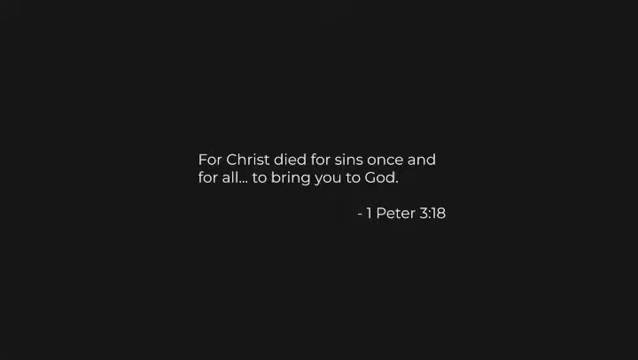 For Christ died for sins once and
for all... to bring you to God.
- 1 Peter 3:18